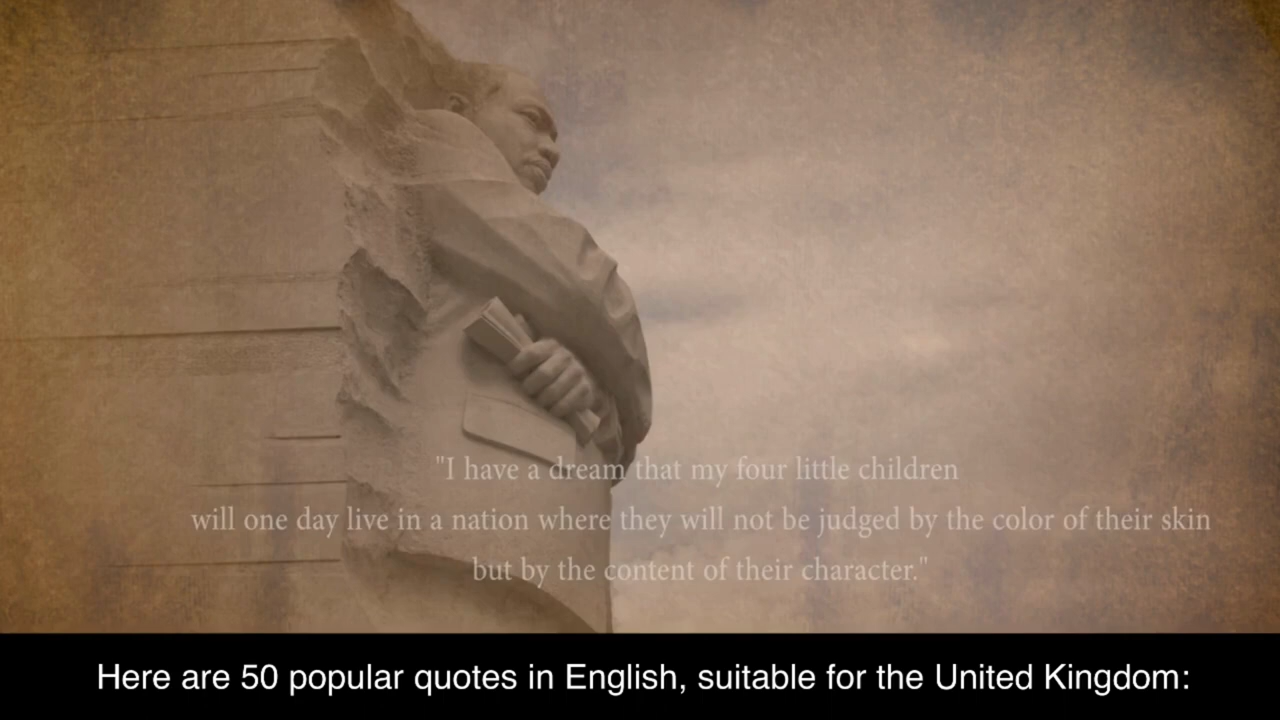 "I have a dream that my four little children
will one day live in a nation where they will not be judged by the color of their skin
but by the content of their character."
Here are 50 popular quotes in English, suitable for the United Kingdom: